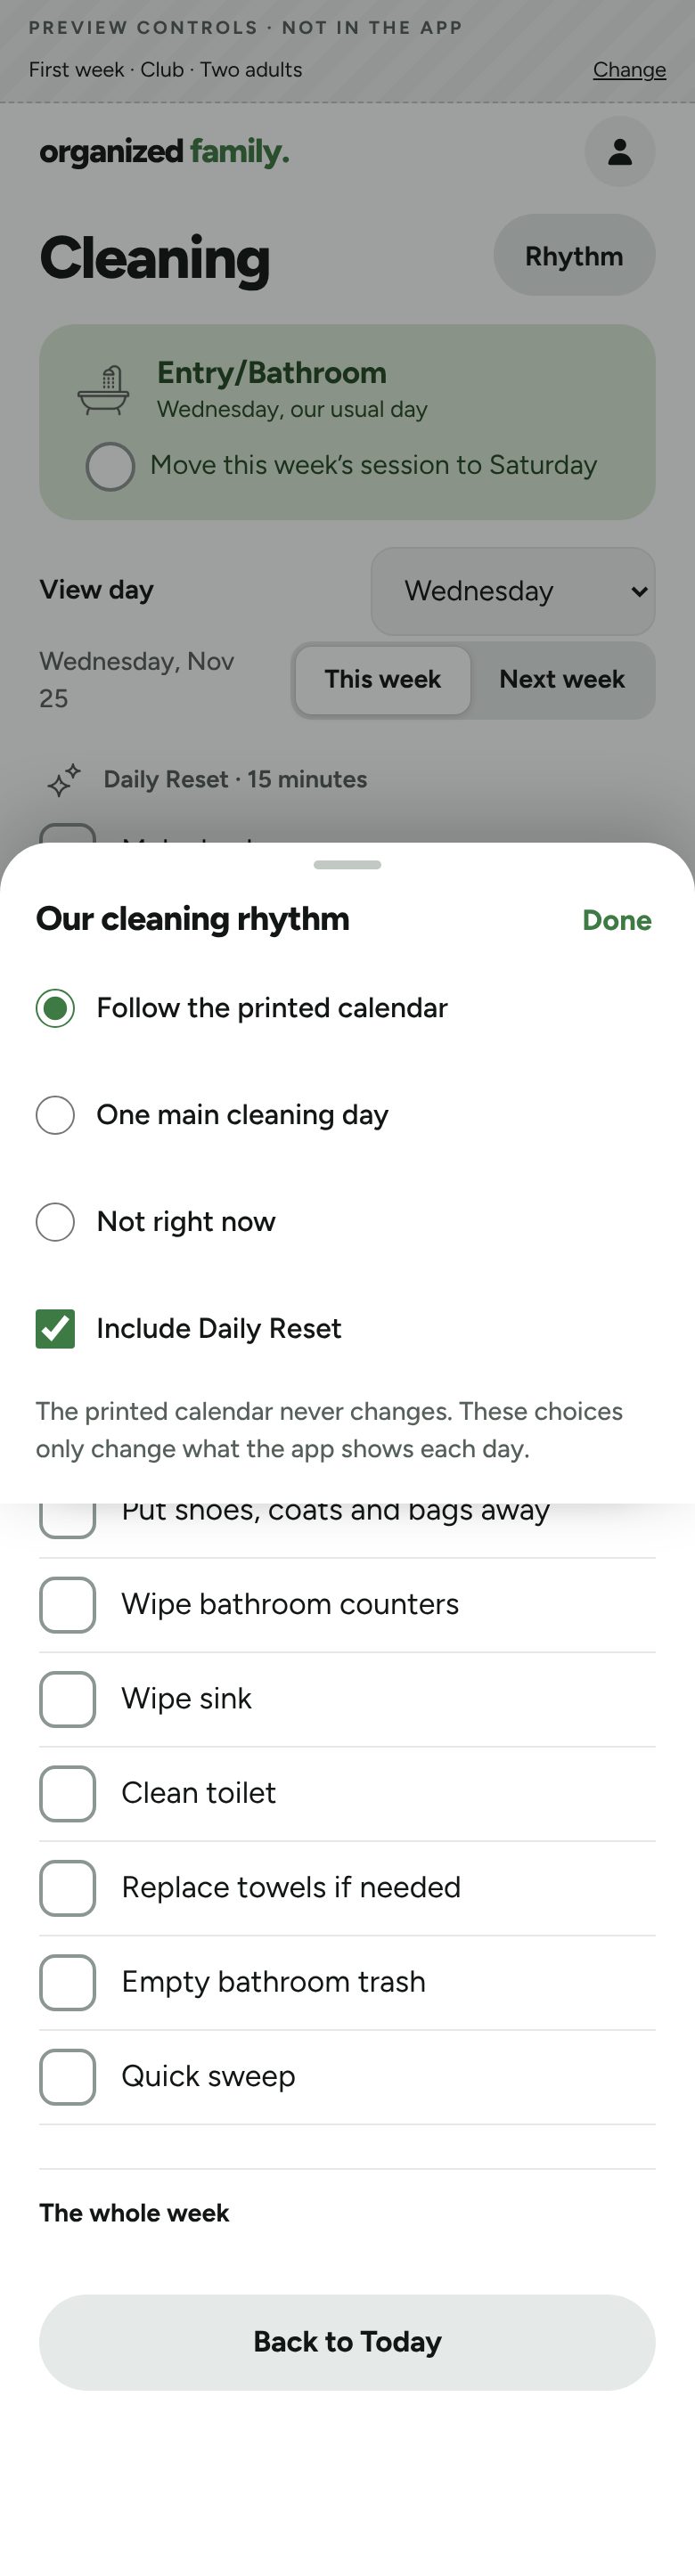 PREVIEW CONTROLS · NOT IN THE APP
First week · Club · Two adults
Change
organized family.
Cleaning
Rhythm
Entry/Bathroom
Wednesday, our usual day
Move this week’s session to Saturday
View day
Wednesday
Wednesday, Nov
25
This week
Next week
Daily Reset · 15 minutes
Our cleaning rhythm
Done
Follow the printed calendar
One main cleaning day
Not right now
Include Daily Reset
The printed calendar never changes. These choices
only change what the app shows each day.
Put shoes, coats and bags away
Wipe bathroom counters
Wipe sink
Clean toilet
Replace towels if needed
Empty bathroom trash
Quick sweep
The whole week
Back to Today